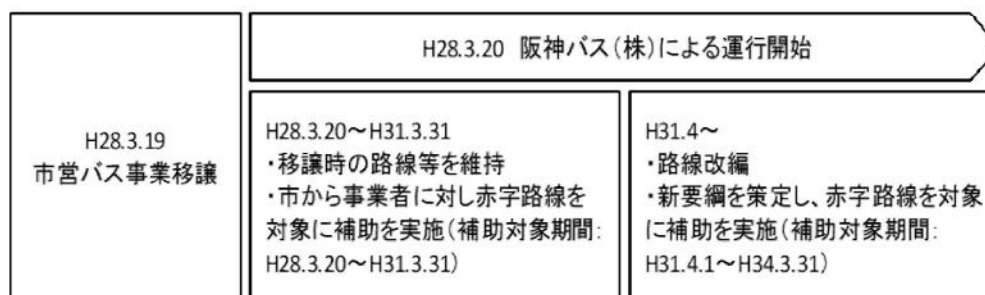 H28.3.19
市営バス事業移譲
H28.3.20 阪神バス(株)による運行開始
H28.3.20～H31.3.31
・移譲時の路線等を維持
・市から事業者に対し赤字路線を
対象に補助を実施(補助対象期間:
H28.3.20～H31.3.31)
H31.4～
・路線改編
・新要綱を策定し、赤字路線を対象
に補助を実施(補助対象期間:
H31.4.1～H34.3.31)